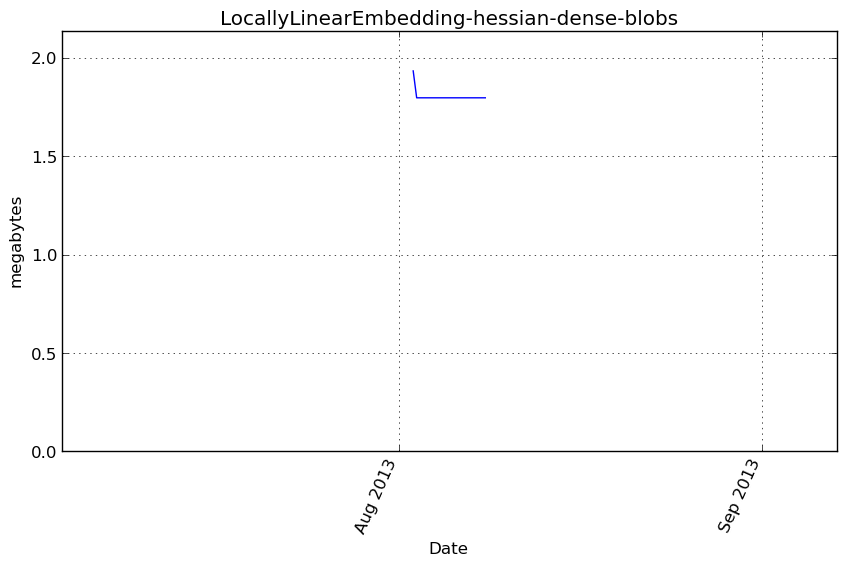 LocallyLinearEmbedding-hessian-dense-blobs
2.0
1.5
1.0
0.5
0.0
megabytes
Aug 2013
Sep 2013
Date